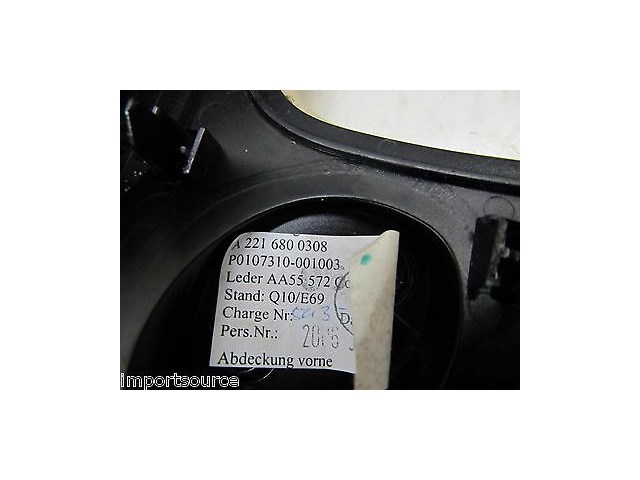 A 221 680 0308
P0107310-001003
Leder AA55 572
Stand: Q10/E69
Charge Nr:
Pers.Nr.:
Abdeckung vorne
importsource